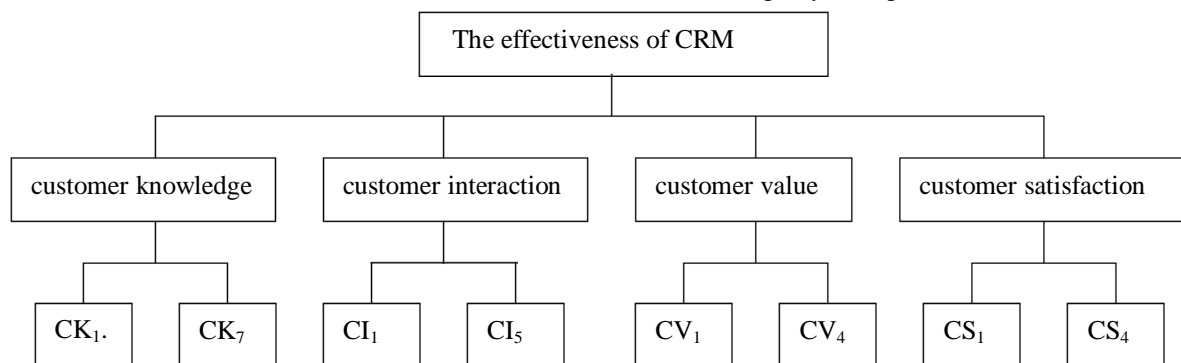 The effectiveness of CRM
customer knowledge customer interaction customer value customer satisfaction
CK₁. CK₇ CI₁ CI₅ CV₁ CV₄ CS₁ CS₄